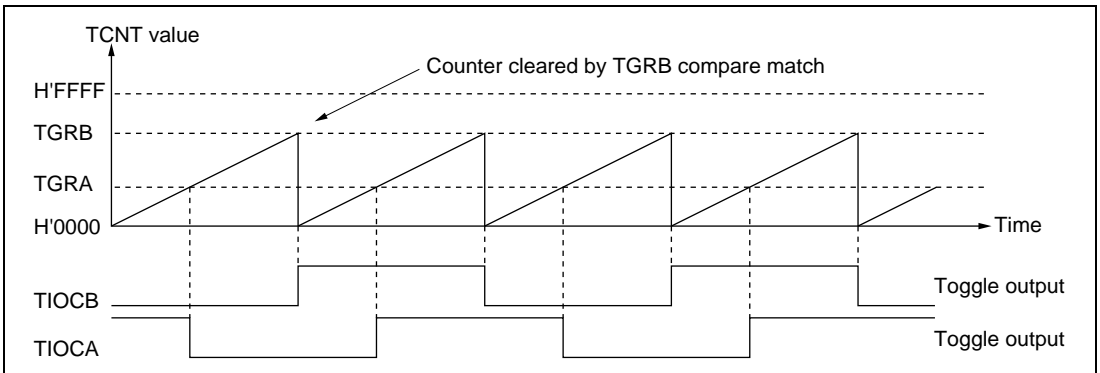 TCNT value
Counter cleared by TGRB compare match
H'FFFF
TGRB
TGRA
H'0000
Time
TIOCB
Toggle output
TIOCA
Toggle output